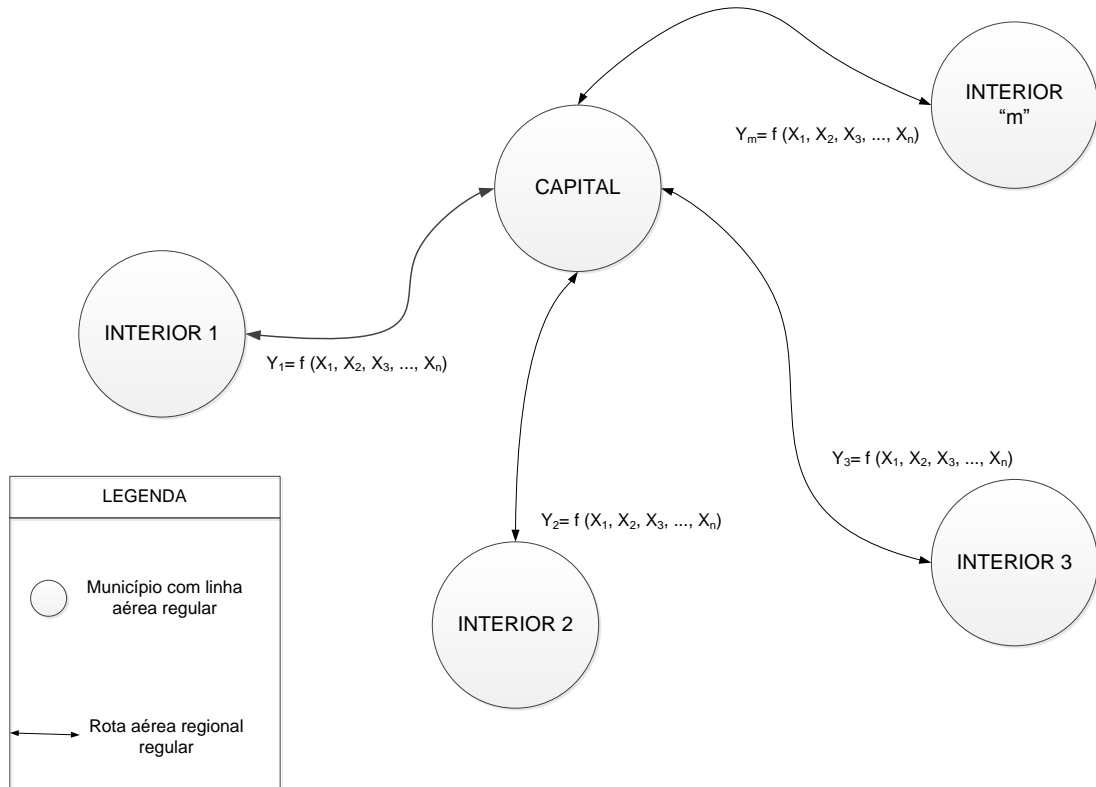 INTERIOR
“m”
Yₘ= f (X₁, X₂, X₃, ..., Xₙ)
CAPITAL
INTERIOR 1
Y₁= f (X₁, X₂, X₃, ..., Xₙ)
Y₃= f (X₁, X₂, X₃, ..., Xₙ)
LEGENDA
Y₂= f (X₁, X₂, X₃, ..., Xₙ)
INTERIOR 3
Município com linha
aérea regular
INTERIOR 2
Rota aérea regional
regular